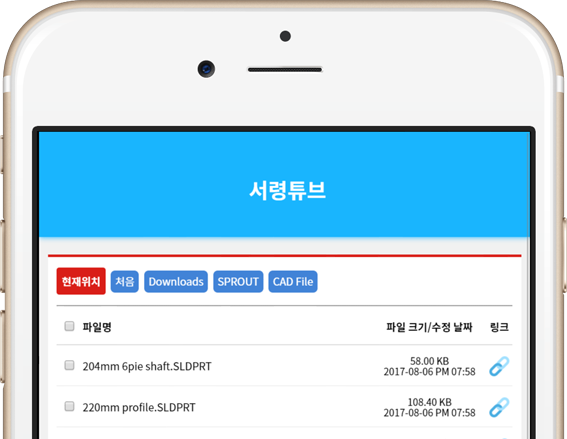 서령튜브
현재위치 처음 Downloads SPROUT CAD File
파일명 파일 크기/수정 날짜 링크
204mm 6pie shaft.SLDPRT 58.00 KB
2017-08-06 PM 07:58
220mm profile.SLDPRT 108.40 KB
2017-08-06 PM 07:58